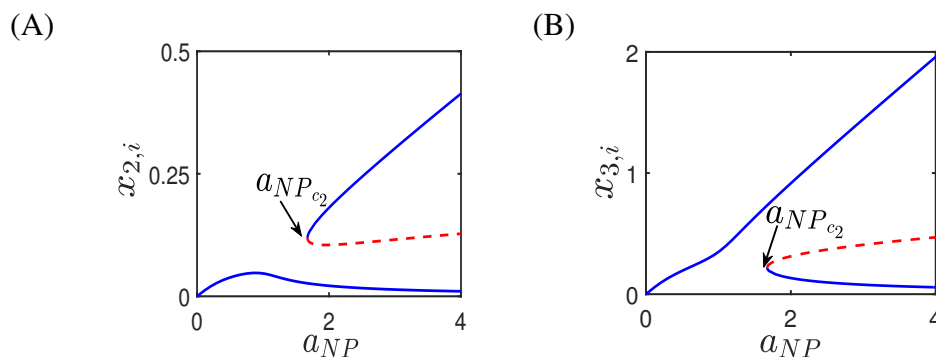 (A)
0.5
0.25
0
x_{2,i}
a_{NP_{c_2}}
0
2
4
a_{NP}
(B)
2
1
0
x_{3,i}
a_{NP_{c_2}}
0
2
4
a_{NP}